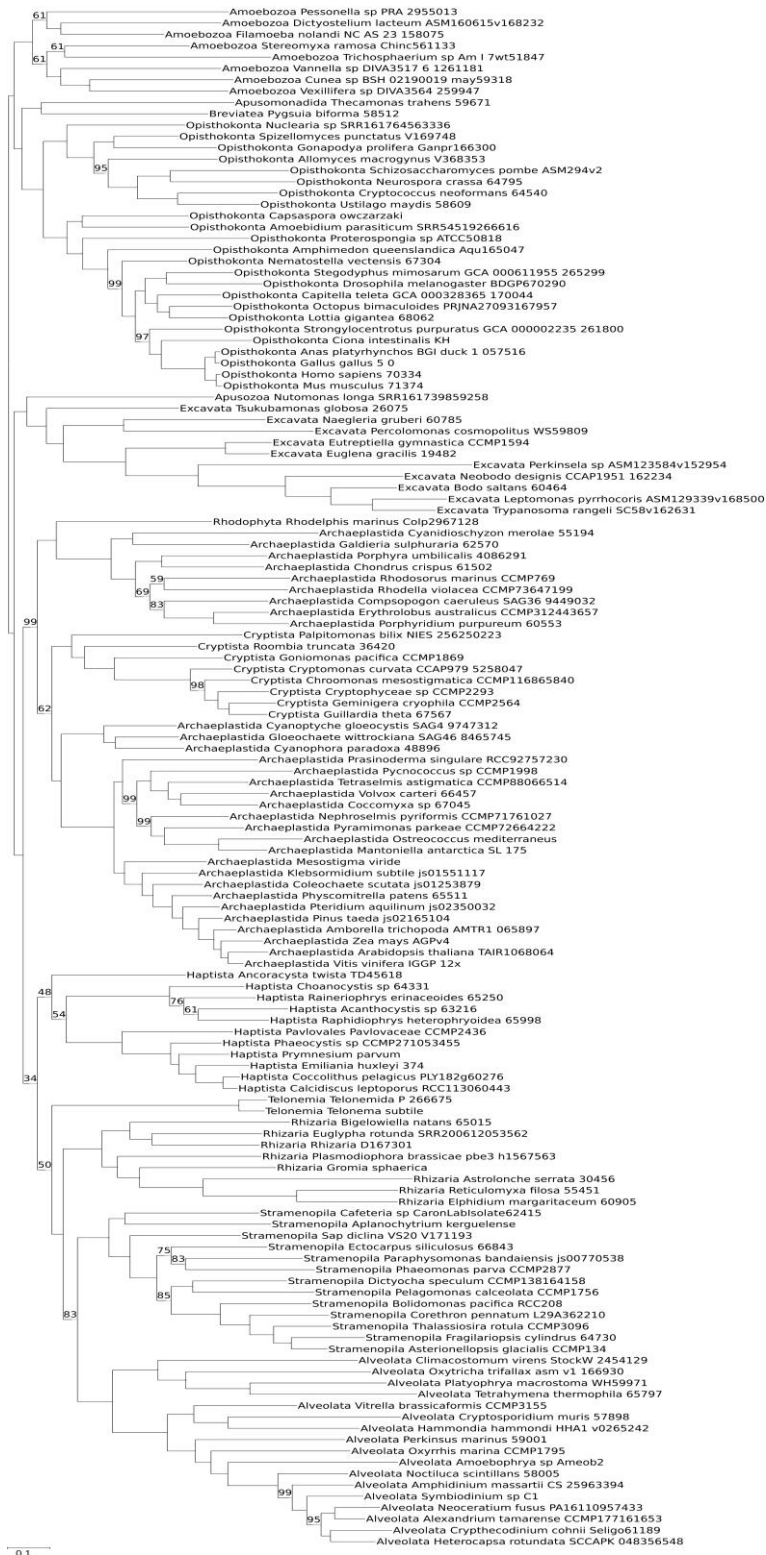 61
Amoebozoa Pessonella sp PRA 2955013
Amoebozoa Dictyostelium lacteum ASM160615v168232
Amoebozoa Filamoeba nolandi NC AS 23 158075
Amoebozoa Stereomyxa ramosa Chinc561133
61
61
Amoebozoa Trichosphaerium sp Am I 7wt51847
Amoebozoa Vannella sp DIVA3517 6 1261181
Amoebozoa Cunea sp BSH 02190019 may59318
Amoebozoa Vexillifera sp DIVA3564 259947
Apusomonadida Thecamonas trahens 59671
Breviatea Pygsuia biforma 58512
Opisthokonta Nuclearia sp SRR161764563336
Opisthokonta Spizellomyces punctatus V169748
Opisthokonta Gonapodya prolifera Ganpr166300
Opisthokonta Allomyces macrogynus V368353
95
Opisthokonta Schizosaccharomyces pombe ASM294v2
Opisthokonta Neurospora crassa 64795
Opisthokonta Cryptococcus neoformans 64540
Opisthokonta Ustilago maydis 58609
Opisthokonta Capsaspora owczarzaki
Opisthokonta Amoebidium parasiticum SRR54519266616
Opisthokonta Proterospongia sp ATCC50818
Opisthokonta Amphimedon queenslandica Aqu165047
Opisthokonta Nematostella vectensis 67304
Opisthokonta Stegodyphus mimosarum GCA 000611955 265299
99
Opisthokonta Drosophila melanogaster BDGP670290
Opisthokonta Capitella teleta GCA 000328365 170044
Opisthokonta Octopus bimaculoides PRJNA27093167957
Opisthokonta Lottia gigantea 68062
Opisthokonta Strongylocentrotus purpuratus GCA 000002235 261800
97
Opisthokonta Ciona intestinalis KH
Opisthokonta Anas platyrhynchos BGI duck 1 057516
Opisthokonta Gallus gallus 5 0
Opisthokonta Homo sapiens 70334
Opisthokonta Mus musculus 71374
Apusozoa Nutomonas longa SRR161739859258
Excavata Tsukubamonas globosa 26075
Excavata Naegleria gruberi 60785
Excavata Percolomonas cosmopolitus WS59809
Excavata Eutreptiella gymnastica CCMP1594
Excavata Euglena gracilis 19482
Excavata Perkinsela sp ASM123584v152954
Excavata Neobodo designis CCAP1951 162234
Excavata Bodo saltans 60464
Excavata Leptomonas pyrrhocoris ASM129339v168500
Excavata Trypanosoma rangeli SC58v162631
Rhodophyta Rhodelphis marinus Colp2967128
Archaeplastida Cyanidioschyzon merolae 55194
Archaeplastida Galdieria sulphuraria 62570
Archaeplastida Porphyra umbilicalis 4086291
Archaeplastida Chondrus crispus 61502
59
Archaeplastida Rhodosorus marinus CCMP769
69
Archaeplastida Rhodella violacea CCMP73647199
83
Archaeplastida Compsopogon caeruleus SAG36 9449032
Archaeplastida Erythrolobus australicus CCMP312443657
99
Archaeplastida Porphyridium purpureum 60553
Cryptista Palpitomonas bilix NIES 256250223
Cryptista Roombia truncata 36420
Cryptista Goniomonas pacifica CCMP1869
Cryptista Cryptomonas curvata CCAP979 5258047
98
Cryptista Chroomonas mesostigmatica CCMP116865840
Cryptista Cryptophyceae sp CCMP2293
Cryptista Geminigera cryophila CCMP2564
62
Cryptista Guillardia theta 67567
Archaeplastida Cyanoptyche gloeocystis SAG4 9747312
Archaeplastida Gloeochaete wittrockiana SAG46 8465745
Archaeplastida Cyanophora paradoxa 48896
Archaeplastida Prasinoderma singulare RCC92757230
99
Archaeplastida Pycnococcus sp CCMP1998
Archaeplastida Tetraselmis astigmatica CCMP88066514
Archaeplastida Volvox carteri 66457
Archaeplastida Coccomyxa sp 67045
99
Archaeplastida Nephroselmis pyriformis CCMP71761027
Archaeplastida Pyramimonas parkeae CCMP72664222
Archaeplastida Ostreococcus mediterraneus
Archaeplastida Mantoniella antarctica SL 175
Archaeplastida Mesostigma viride
Archaeplastida Klebsormidium subtile js01551117
Archaeplastida Coleochaete scutata js01253879
Archaeplastida Physcomitrella patens 65511
Archaeplastida Pteridium aquilinum js02350032
Archaeplastida Pinus taeda js02165104
Archaeplastida Amborella trichopoda AMTR1 065897
Archaeplastida Zea mays AGPv4
Archaeplastida Arabidopsis thaliana TAIR1068064
Archaeplastida Vitis vinifera IGGP 12x
Haptista Ancoracysta twista TD45618
48
Haptista Choanocystis sp 64331
76
Haptista Raineriophrys erinaceoides 65250
54
61
Haptista Acanthocystis sp 63216
Haptista Raphidiophrys heterophryoidea 65998
Haptista Pavlovales Pavlovaceae CCMP2436
Haptista Phaeocystis sp CCMP271053455
Haptista Prymnesium parvum
Haptista Emiliania huxleyi 374
34
Haptista Coccolithus pelagicus PLY182g60276
Haptista Calcidiscus leptoporus RCC113060443
Telonemia Telonemida P 266675
Telonemia Telonema subtile
Rhizaria Bigelowiella natans 65015
Rhizaria Euglypha rotunda SRR200612053562
Rhizaria Rhizaria D167301
50
Rhizaria Plasmodiophora brassicae pbe3 h1567563
Rhizaria Gromia sphaerica
Rhizaria Astrolonche serrata 30456
Rhizaria Reticulomyxa filosa 55451
Rhizaria Elphidium margaritaceum 60905
Stramenopila Cafeteria sp CaronLabIsolate62415
Stramenopila Aplanochytrium kerguelense
Stramenopila Sap diclina VS20 V171193
75
Stramenopila Ectocarpus siliculosus 66843
83
Stramenopila Paraphysomonas bandaiensis js00770538
Stramenopila Phaeomonas parva CCMP2877
85
Stramenopila Dictyocha speculum CCMP138164158
Stramenopila Pelagomonas calceolata CCMP1756
83
Stramenopila Bolidomonas pacifica RCC208
Stramenopila Corethron pennatum L29A362210
Stramenopila Thalassiosira rotula CCMP3096
Stramenopila Fragilariopsis cylindrus 64730
Stramenopila Asterionellopsis glacialis CCMP134
Alveolata Climacostomum virens StockW 2454129
Alveolata Oxytricha trifallax asm v1 166930
Alveolata Platyophrya macrostoma WH59971
Alveolata Tetrahymena thermophila 65797
Alveolata Vitrella brassicaformis CCMP3155
Alveolata Cryptosporidium muris 57898
Alveolata Hammondia hammondi HHA1 v0265242
Alveolata Perkinsus marinus 59001
Alveolata Oxyrrhis marina CCMP1795
Alveolata Amoebophrya sp Ameob2
Alveolata Noctiluca scintillans 58005
99
Alveolata Amphidinium massartii CS 25963394
Alveolata Symbiodinium sp C1
95
Alveolata Neoceratium fusus PA16110957433
Alveolata Alexandrium tamarense CCMP177161653
Alveolata Crypthecodinium cohnii Seligo61189
Alveolata Heterocapsa rotundata SCCAPK 048356548
0.1